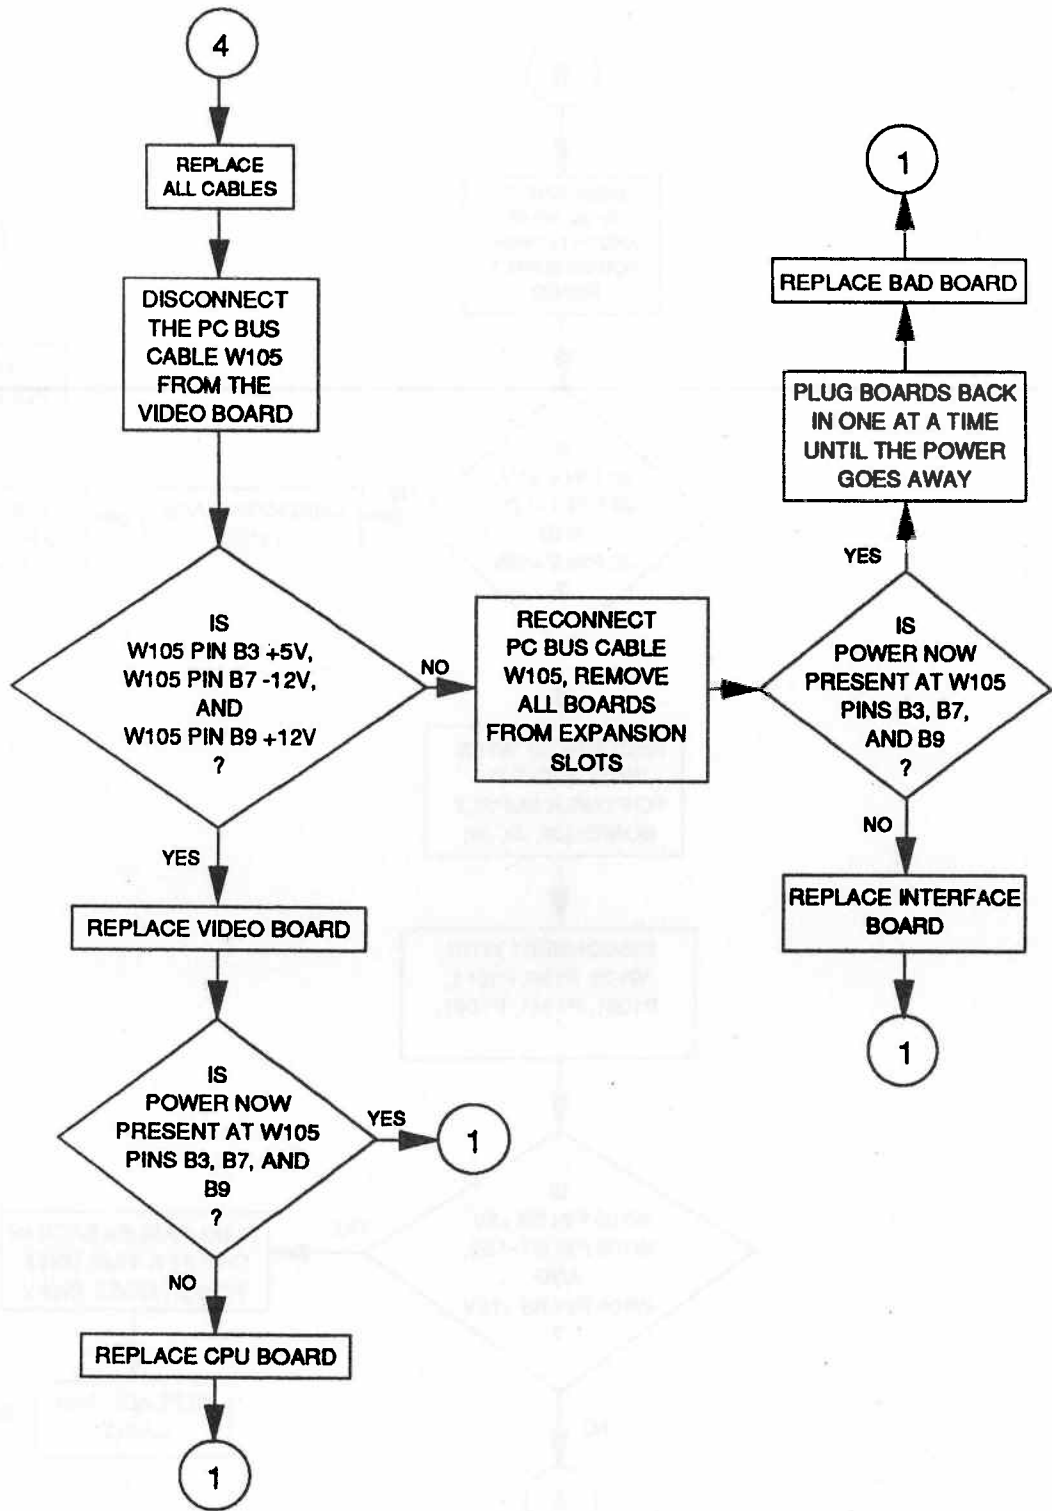 4
REPLACE
ALL CABLES
DISCONNECT
THE PC BUS
CABLE W105
FROM THE
VIDEO BOARD
IS
W105 PIN B3 +5V,
W105 PIN B7 -12V,
AND
W105 PIN B9 +12V
?
NO
RECONNECT
PC BUS CABLE
W105, REMOVE
ALL BOARDS
FROM EXPANSION
SLOTS
IS
POWER NOW
PRESENT AT W105
PINS B3, B7,
AND B9
?
YES
PLUG BOARDS BACK
IN ONE AT A TIME
UNTIL THE POWER
GOES AWAY
REPLACE BAD BOARD
1
NO
REPLACE INTERFACE
BOARD
1
YES
REPLACE VIDEO BOARD
IS
POWER NOW
PRESENT AT W105
PINS B3, B7, AND
B9
?
YES
1
NO
REPLACE CPU BOARD
1